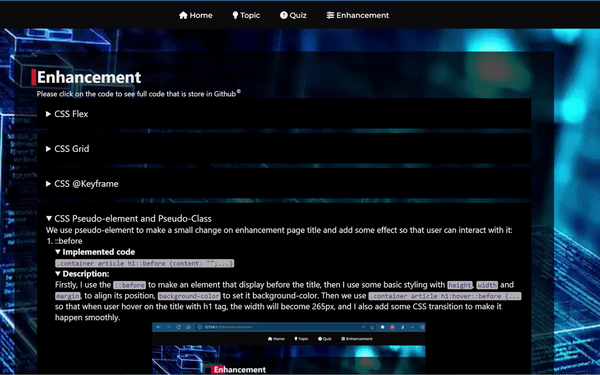 Home Topic Quiz Enhancement
Enhancement
Please click on the code to see full code that is store in Github®
CSS Flex
CSS Grid
CSS @Keyframe
CSS Pseudo-element and Pseudo-Class
We use pseudo-element to make a small change on enhancement page title and add some effect so that user can interact with it:
1. ::before
Implemented code
.container article h1::before {content: "";...}
Description:
Firstly, I use the ::before to make an element that display before the title, then I use some basic styling with height, width and
margin, to align its position, background-color to set it background-color. Then we use .container article h1:hover::before {...
so that when user hover on the title with h1 tag, the width will become 265px, and I also add some CSS transition to make it
happen smoothly.
Home Topic Quiz Enhancement
Enhancement